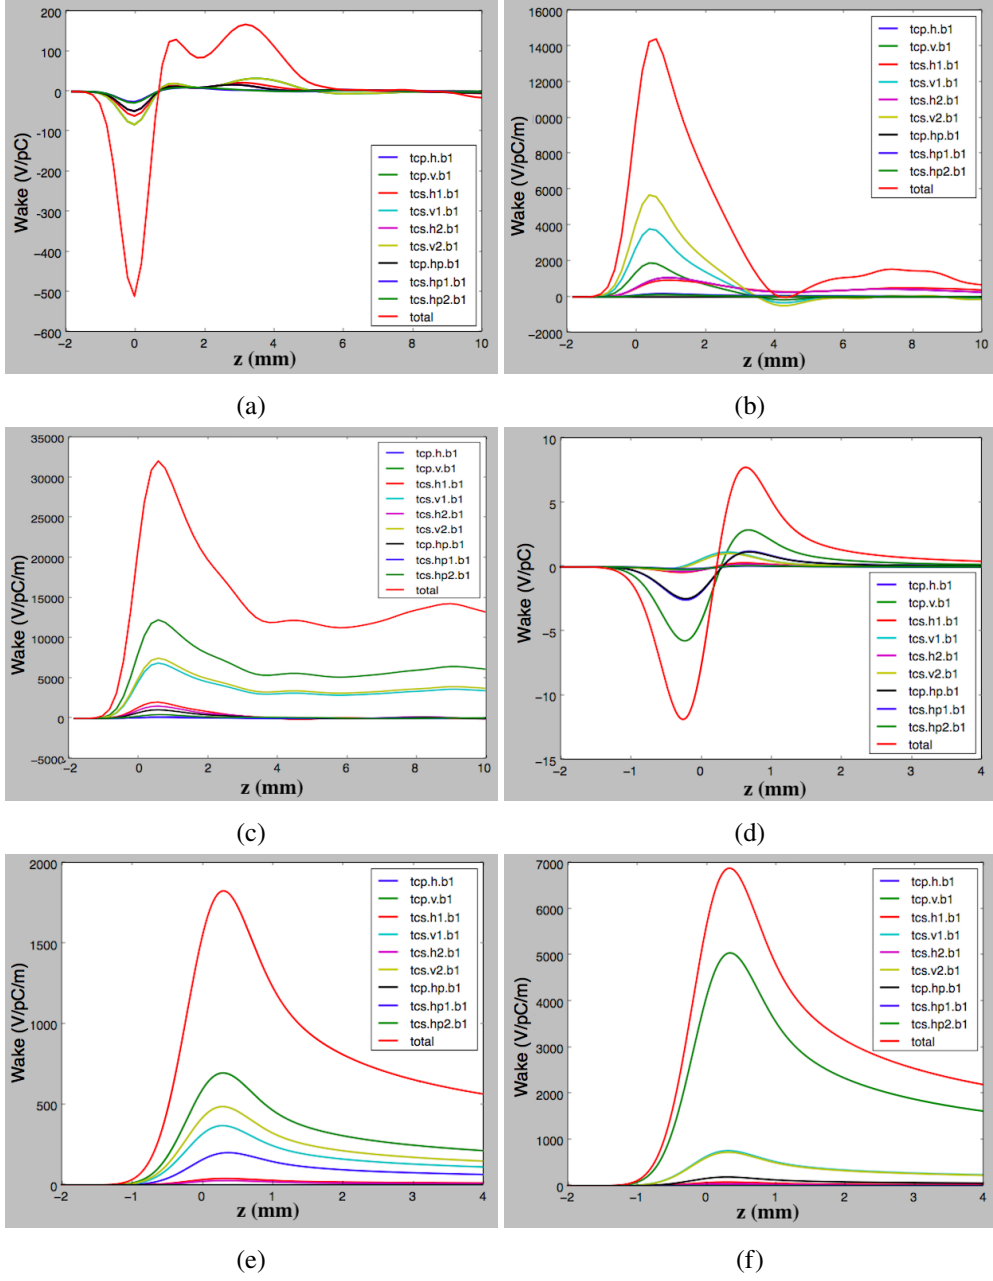 200
100
0
−100
−200
−300
−400
−500
−600
Wake (V/pC)
−2
0
2
4
6
8
10
z (mm)
tcp.h.b1
tcp.v.b1
tcs.h1.b1
tcs.v1.b1
tcs.h2.b1
tcs.v2.b1
tcp.hp.b1
tcs.hp1.b1
tcs.hp2.b1
total
(a)
16000
14000
12000
10000
8000
6000
4000
2000
0
−2000
Wake (V/pC/m)
−2
0
2
4
6
8
10
z (mm)
tcp.h.b1
tcp.v.b1
tcs.h1.b1
tcs.v1.b1
tcs.h2.b1
tcs.v2.b1
tcp.hp.b1
tcs.hp1.b1
tcs.hp2.b1
total
(b)
35000
30000
25000
20000
15000
10000
5000
0
−5000
Wake (V/pC/m)
−2
0
2
4
6
8
10
z (mm)
tcp.h.b1
tcp.v.b1
tcs.h1.b1
tcs.v1.b1
tcs.h2.b1
tcs.v2.b1
tcp.hp.b1
tcs.hp1.b1
tcs.hp2.b1
total
(c)
10
5
0
−5
−10
−15
Wake (V/pC)
−2
−1
0
1
2
3
4
z (mm)
tcp.h.b1
tcp.v.b1
tcs.h1.b1
tcs.v1.b1
tcs.h2.b1
tcs.v2.b1
tcp.hp.b1
tcs.hp1.b1
tcs.hp2.b1
total
(d)
2000
1500
1000
500
0
Wake (V/pC/m)
−2
−1
0
1
2
3
4
z (mm)
tcp.h.b1
tcp.v.b1
tcs.h1.b1
tcs.v1.b1
tcs.h2.b1
tcs.v2.b1
tcp.hp.b1
tcs.hp1.b1
tcs.hp2.b1
total
(e)
7000
6000
5000
4000
3000
2000
1000
0
Wake (V/pC/m)
−2
−1
0
1
2
3
4
z (mm)
tcp.h.b1
tcp.v.b1
tcs.h1.b1
tcs.v1.b1
tcs.h2.b1
tcs.v2.b1
tcp.hp.b1
tcs.hp1.b1
tcs.hp2.b1
total
(f)